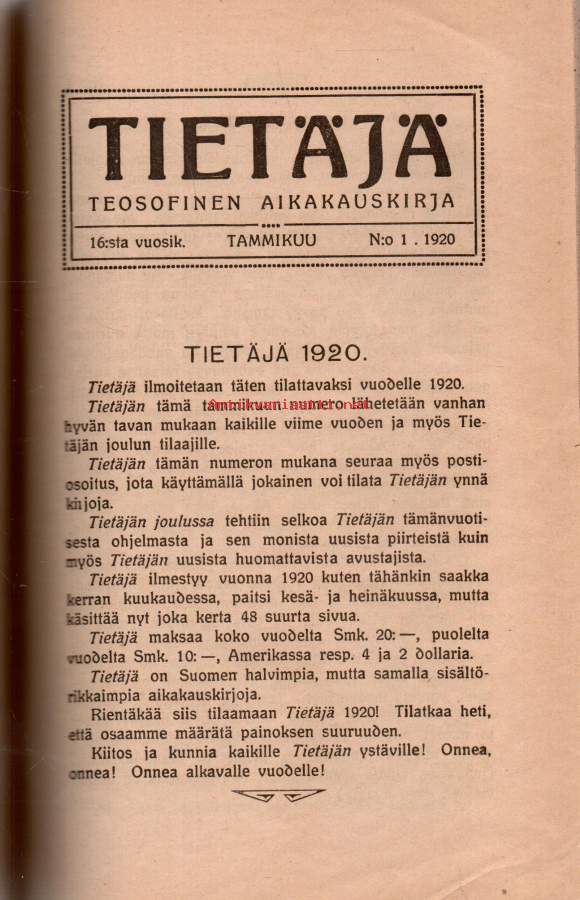 TIETÄJÄ
TEOSOFINEN AIKAKAUSKIRJA
16:sta vuosik. TAMMIKUU N:o 1 . 1920
TIETÄJÄ 1920.
Tietäjä ilmoitetaan täten tilattavaksi vuodelle 1920.
Tietäjän tämä tammikuun numero lähetetään vanhan
hyvän tavan mukaan kaikille viime vuoden ja myös Tie-
täjän joulun tilaajille.
Tietäjän tämän numeron mukana seuraa myös posti-
osoitus, jota käyttämällä jokainen voi tilata Tietäjän ynnä
kirjoja.
Tietäjän joulussa tehtiin selkoa Tietäjän tämänvuoti-
sesta ohjelmasta ja sen monista uusista piirteistä kuin
myös Tietäjän uusista huomattavista avustajista.
Tietäjä ilmestyy vuonna 1920 kuten tähänkin saakka
kerran kuukaudessa, paitsi kesä- ja heinäkuussa, mutta
käsittää nyt joka kerta 48 suurta sivua.
Tietäjä maksaa koko vuodelta Smk. 20: —, puolelta
vuodelta Smk. 10: —, Amerikassa resp. 4 ja 2 dollaria.
Tietäjä on Suomen halvimpia, mutta samalla sisältö-
rikkaimpia aikakauskirjoja.
Rientäkää siis tilaamaan Tietäjä 1920! Tilatkaa heti,
että osaamme määrätä painoksen suuruuden.
Kiitos ja kunnia kaikille Tietäjän ystäville! Onnea,
onnea! Onnea alkavalle vuodelle!